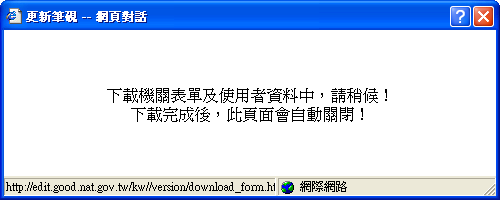 更新筆硯 -- 網頁對話
下載機關表單及使用者資料中，請稍候！
下載完成後，此頁面會自動關閉！
http://edit.good.nat.gov.tw/kw//version/download_form.ht
網際網路